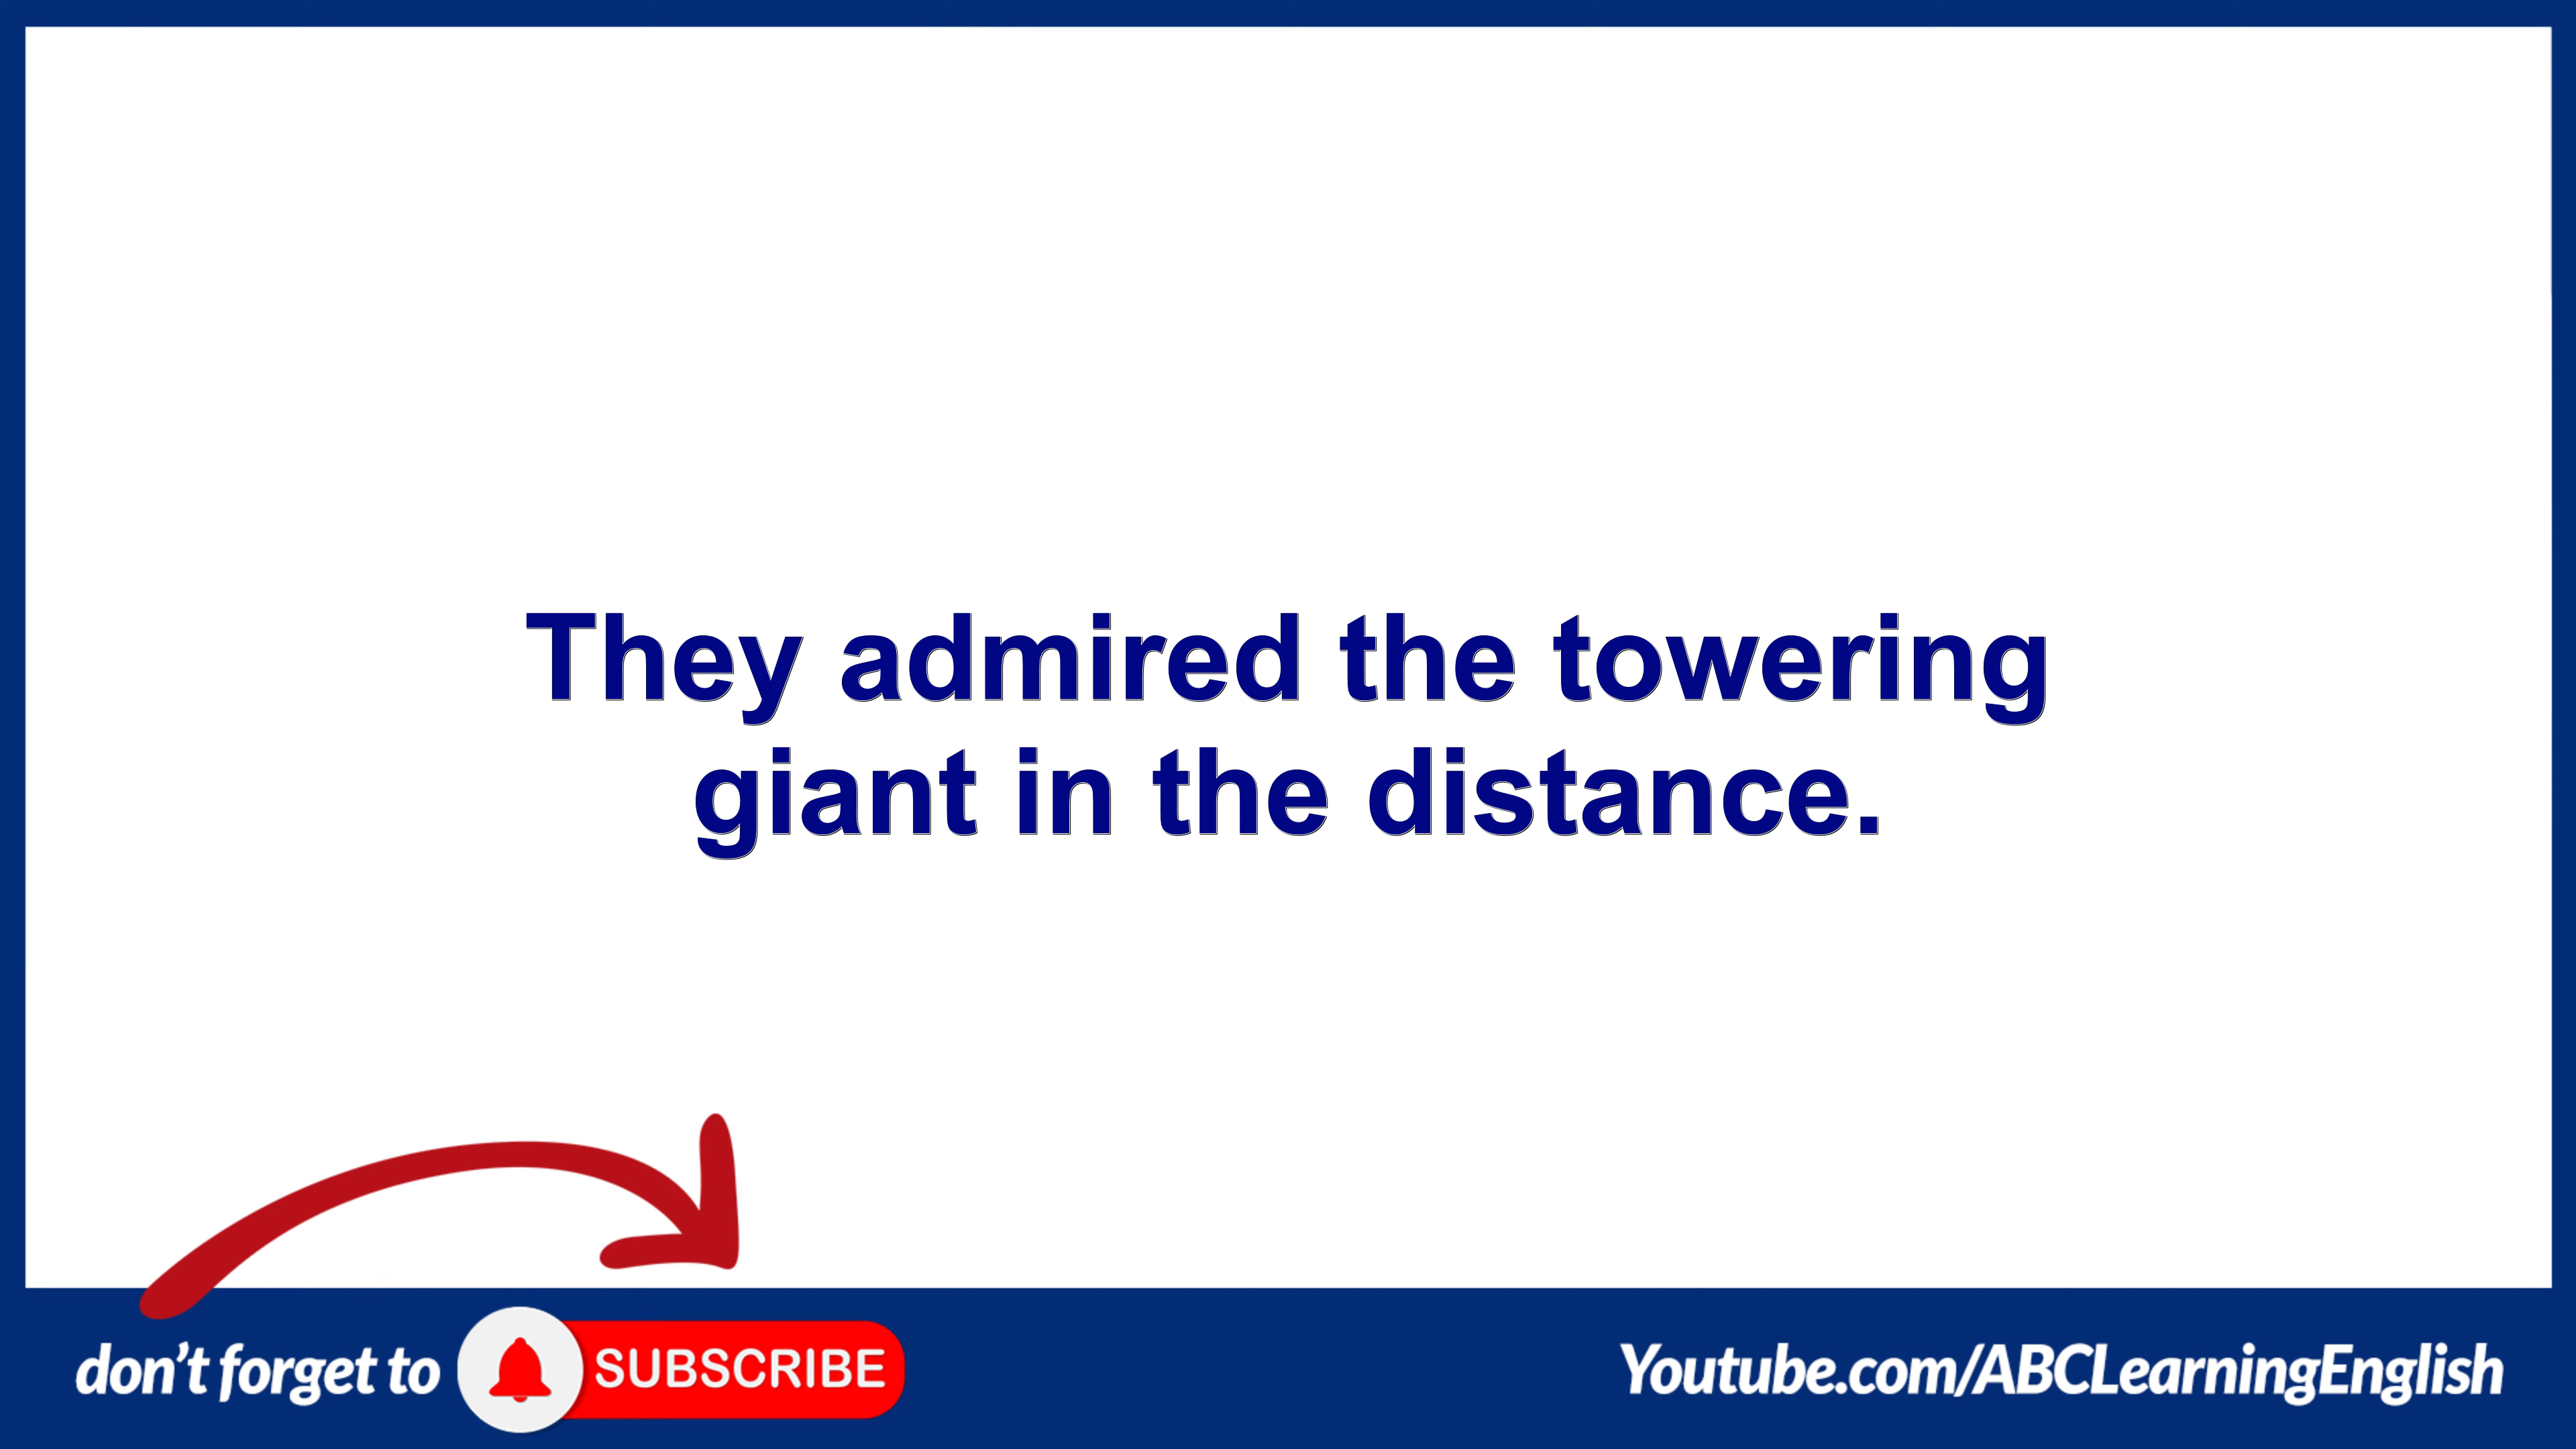 They admired the towering
giant in the distance.
don't forget to SUBSCRIBE
Youtube.com/ABCLearningEnglish